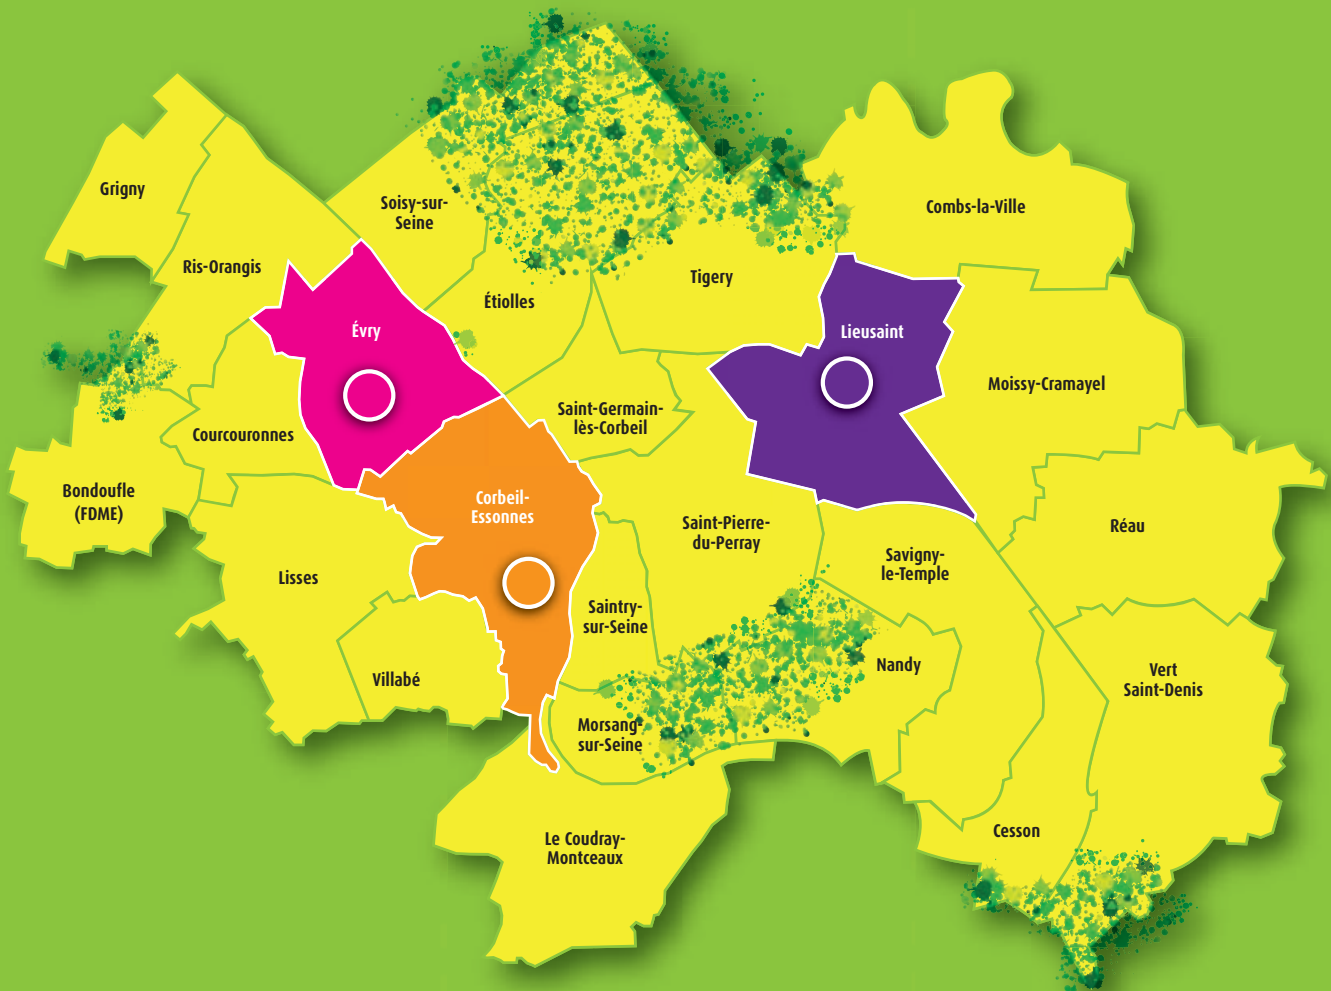 Grigny
Soisy-sur-
Seine
Combs-la-Ville
Ris-Orangis
Tigery
Étiolles
Évry
Lieusaint
Moissy-Cramayel
Saint-Germain-
lès-Corbeil
Courcouronnes
Bondoufle
(FDME)
Corbeil-
Essonnes
Saint-Pierre-
du-Perray
Réau
Savigny-
le-Temple
Lisses
Saintry-
sur-Seine
Nandy
Vert
Saint-Denis
Villabé
Morsang-
sur-Seine
Cesson
Le Coudray-
Montceaux